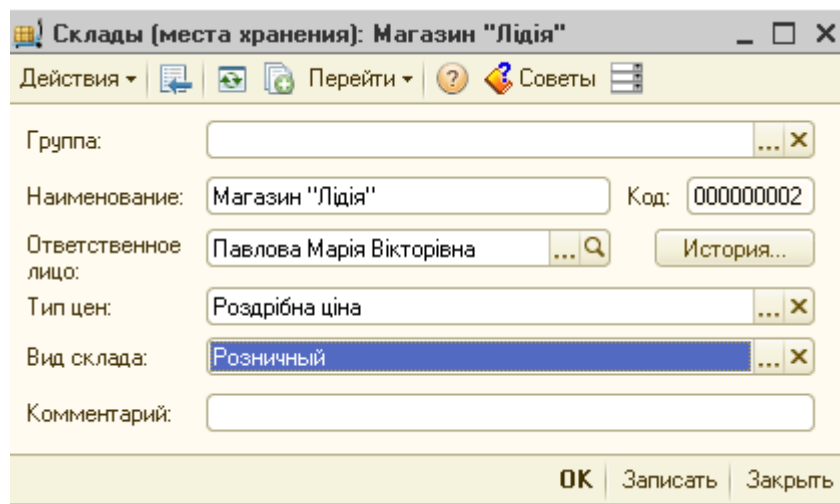 Склады (места хранения): Магазин "Лідія"
Действия Перейти Советы
Группа:
Наименование: Магазин "Лідія" Код: 000000002
Ответственное лицо: Павлова Марія Вікторівна ... История...
Тип цен: Роздрібна ціна ...
Вид склада: Розничный ...
Комментарий:
OK Записать Закрыть